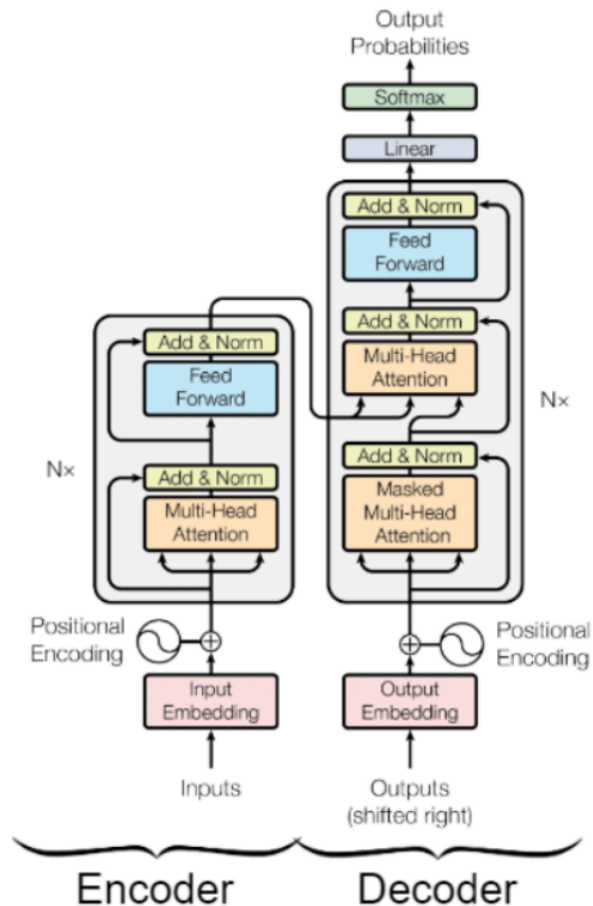 Output
Probabilities
Softmax
Linear
Add & Norm
Feed
Forward
Add & Norm
Multi-Head
Attention
Add & Norm
Masked
Multi-Head
Attention
Nx
Add & Norm
Feed
Forward
Add & Norm
Multi-Head
Attention
Nx
Positional
Encoding
Positional
Encoding
Input
Embedding
Output
Embedding
Inputs
Outputs
(shifted right)
Encoder
Decoder